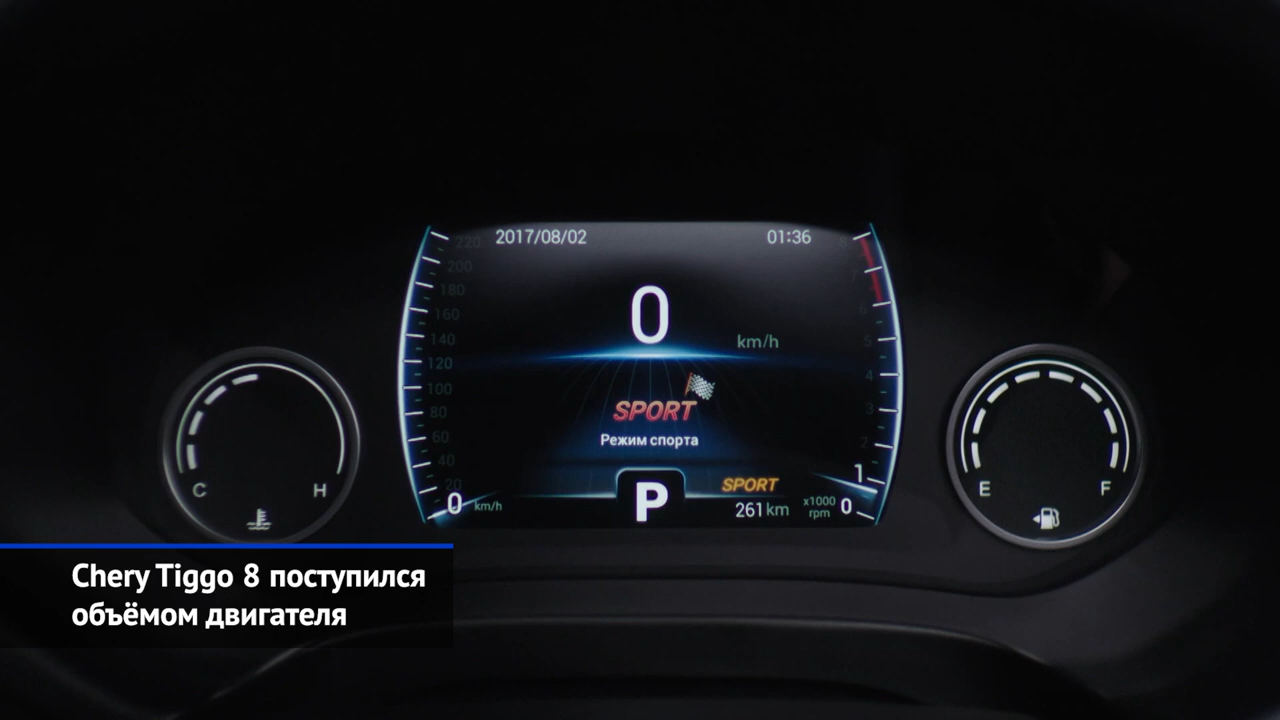 2017/08/02 01:36
220
200
180
160
140
120
100
80
60
40
20
0 km/h
0
km/h
SPORT
Режим спорта
P
SPORT
261 km
8
7
6
5
4
3
2
1
0
x1000
rpm
C H
E F
Chery Tiggo 8 поступился
объёмом двигателя